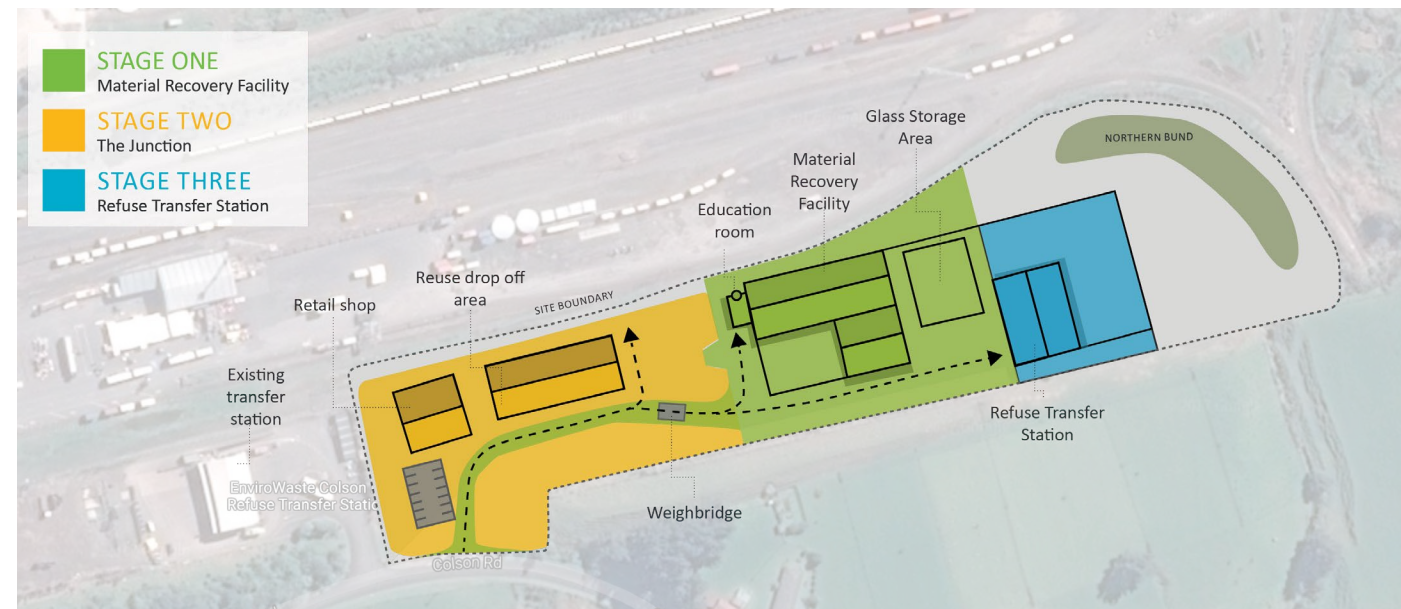 STAGE ONE
Material Recovery Facility
STAGE TWO
The Junction
STAGE THREE
Refuse Transfer Station
Glass Storage
Area
NORTHERN BUND
Material
Recovery
Facility
Education
room
Reuse drop off
area
SITE BOUNDARY
Retail shop
Existing
transfer
station
Refuse Transfer
Station
EnviroWaste Colson
Refuse Transfer Static
Weighbridge
Colson Rd